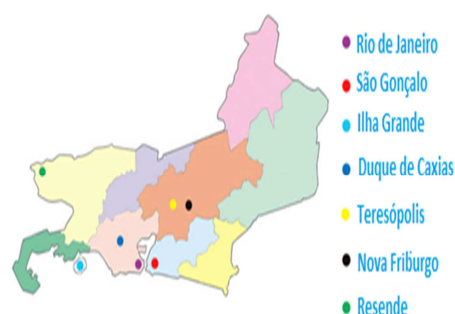 Rio de Janeiro
São Gonçalo
Ilha Grande
Duque de Caxias
Teresópolis
Nova Friburgo
Resende